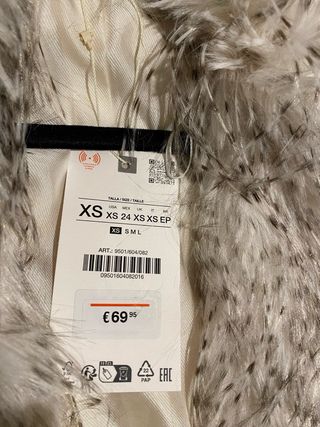 TALLA / SIZE / TAILLE
USA MEX UK IT BR
XS XS 24 XS XS EP
XS S M L
ART.: 9501/604/082
09501604082016
€ 69 95
22
PAP
EAC